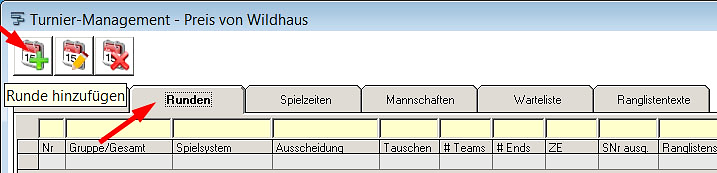 Turnier-Management - Preis von Wildhaus
15 15 15
Runde hinzufügen
Runden Spielzeiten Mannschaften Warteliste Ranglistentexte
Nr Gruppe/Gesamt Spielsystem Ausscheidung Tauschen # Teams # Ends ZE SNr ausg. Ranglistens